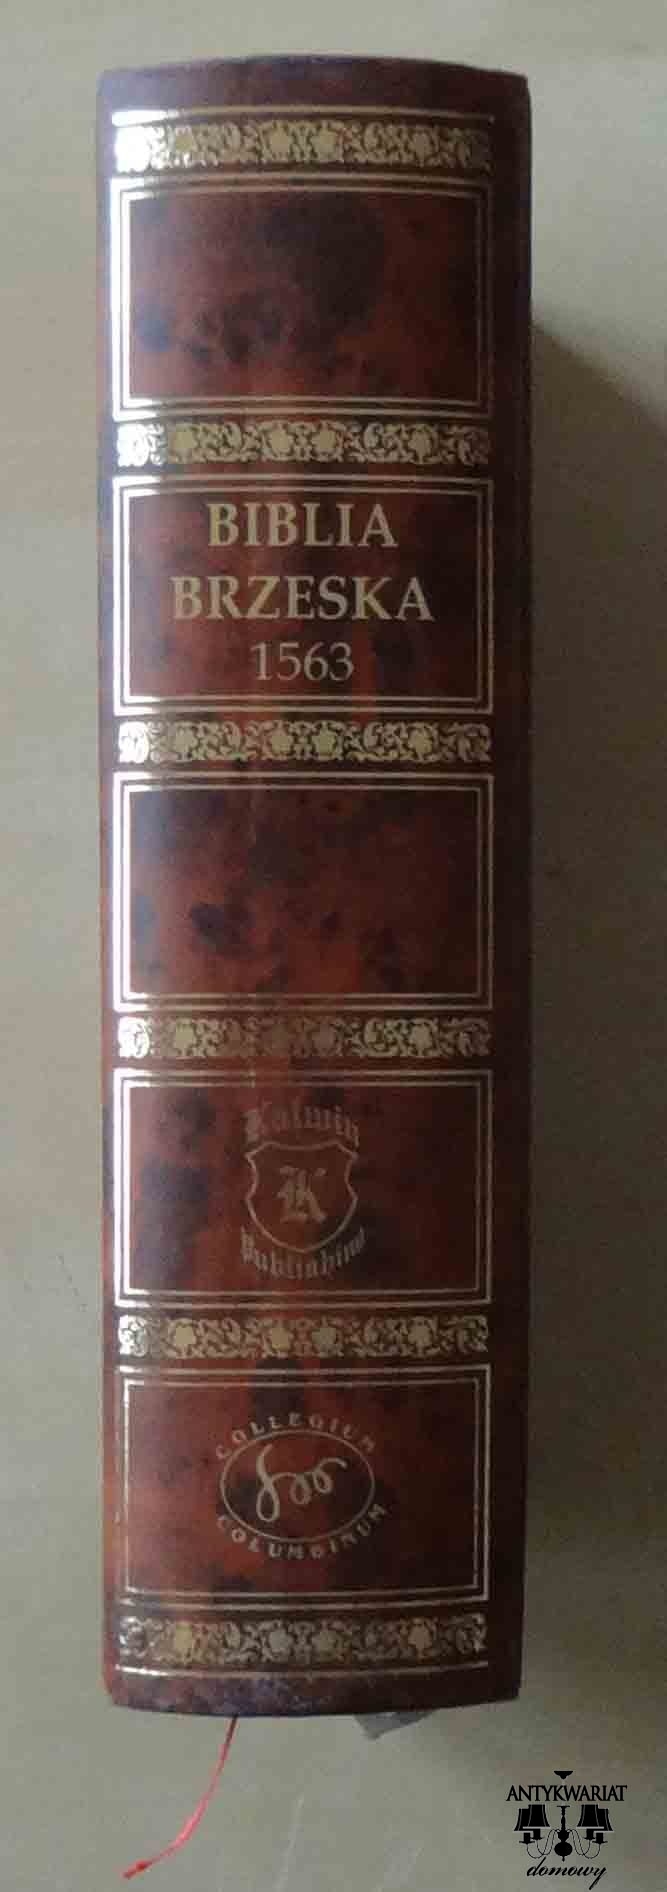 BIBLIA
BRZESKA
1563
Kalwin
K
Publishing
COLLEGIUM
COLUMBINUM
ANTYKWARIAT
domowy